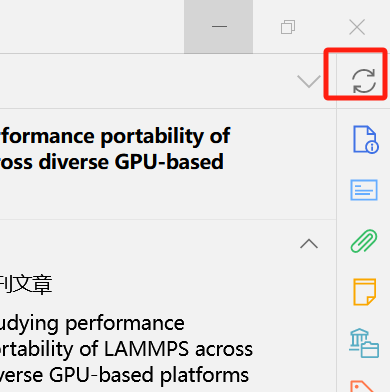 formance portability of
oss diverse GPU-based
刊文章
udying performance
rtability of LAMMPS across
verse GPU-based platforms